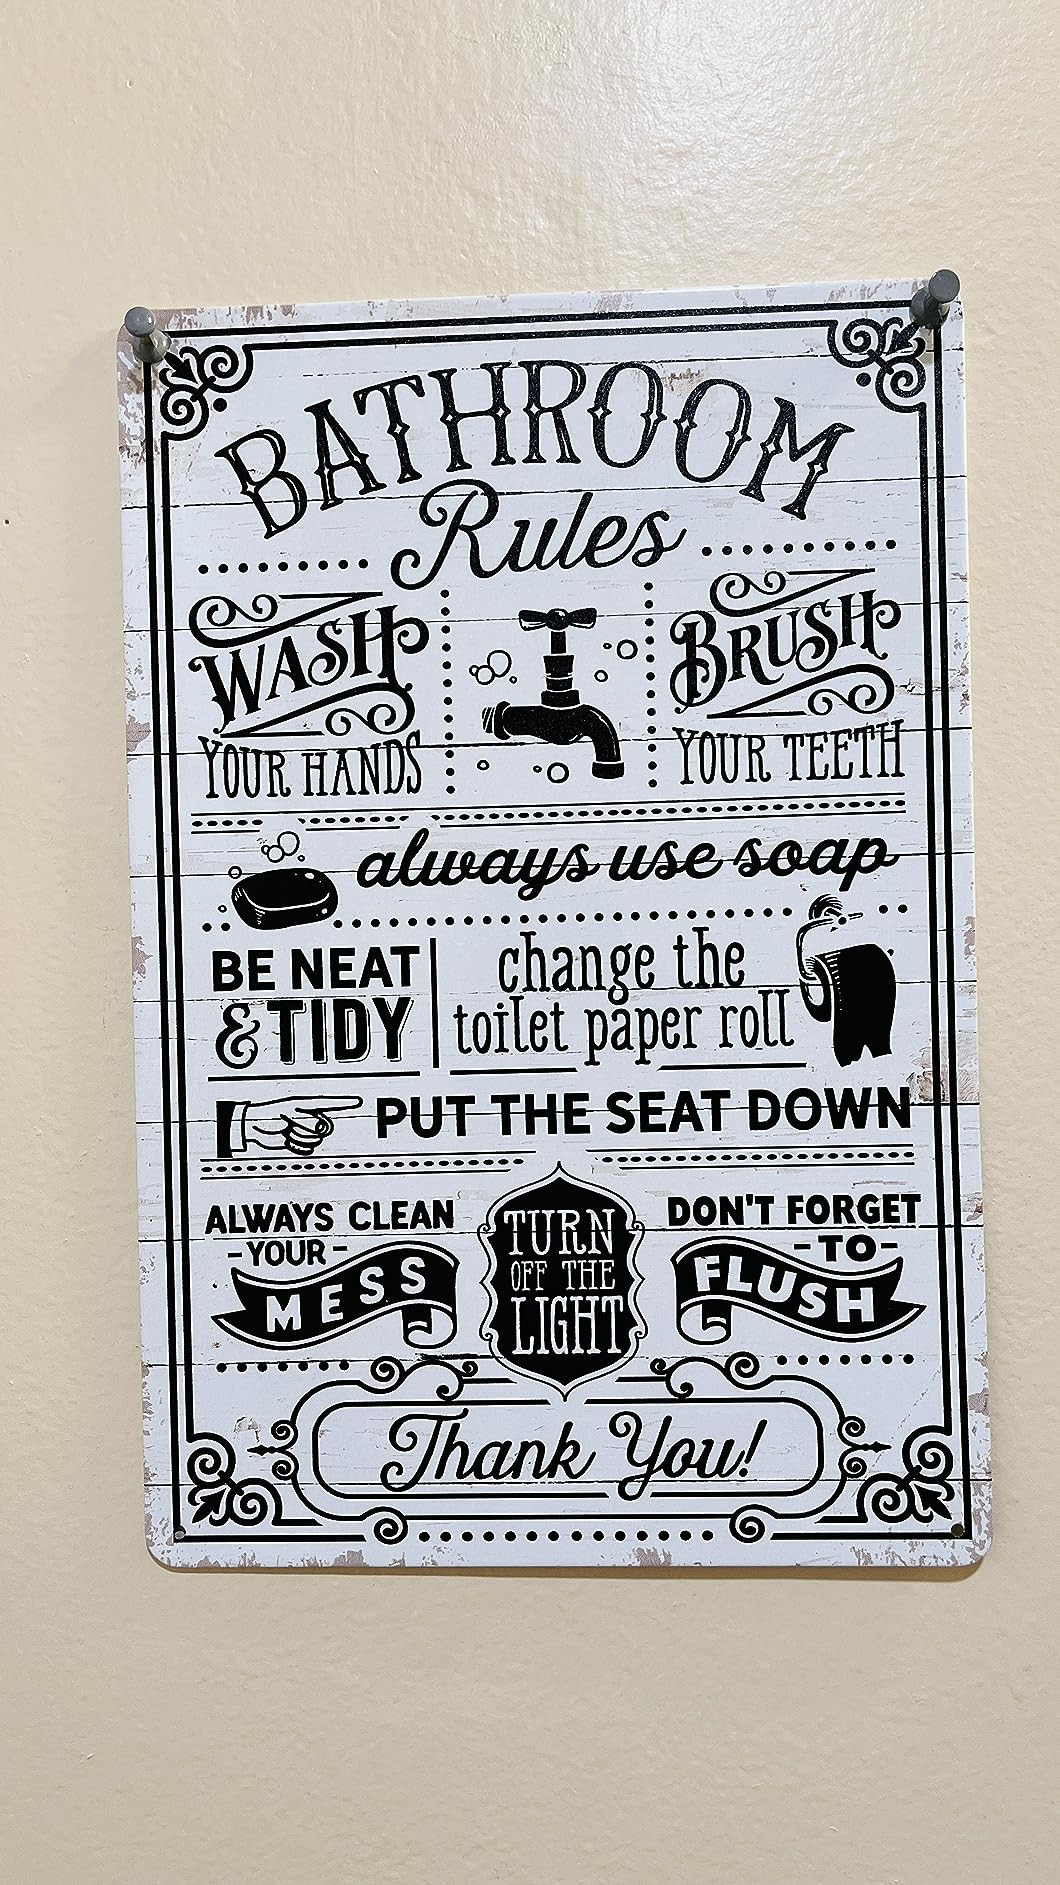 BATHROOM
Rules
WASH
YOUR HANDS
BRUSH
YOUR TEETH
always use soap
BE NEAT
& TIDY
change the
toilet paper roll
PUT THE SEAT DOWN
ALWAYS CLEAN
-YOUR-
MESS
TURN
OFF THE
LIGHT
DON'T FORGET
-TO-
FLUSH
Thank You!